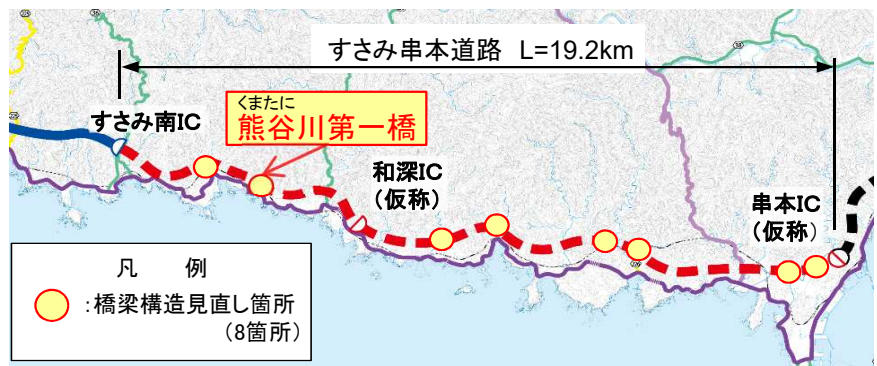 すさみ串本道路 L=19.2km
すさみ南IC
くまたに
熊谷川第一橋
和深IC
(仮称)
串本IC
(仮称)
凡 例
:橋梁構造見直し箇所
(8箇所)